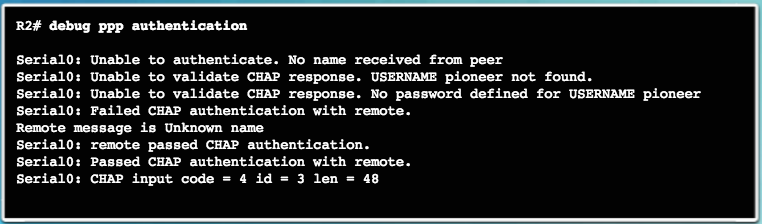 R2# debug ppp authentication
Serial0: Unable to authenticate. No name received from peer
Serial0: Unable to validate CHAP response. USERNAME pioneer not found.
Serial0: Unable to validate CHAP response. No password defined for USERNAME pioneer
Serial0: Failed CHAP authentication with remote.
Remote message is Unknown name
Serial0: remote passed CHAP authentication.
Serial0: Passed CHAP authentication with remote.
Serial0: CHAP input code = 4 id = 3 len = 48